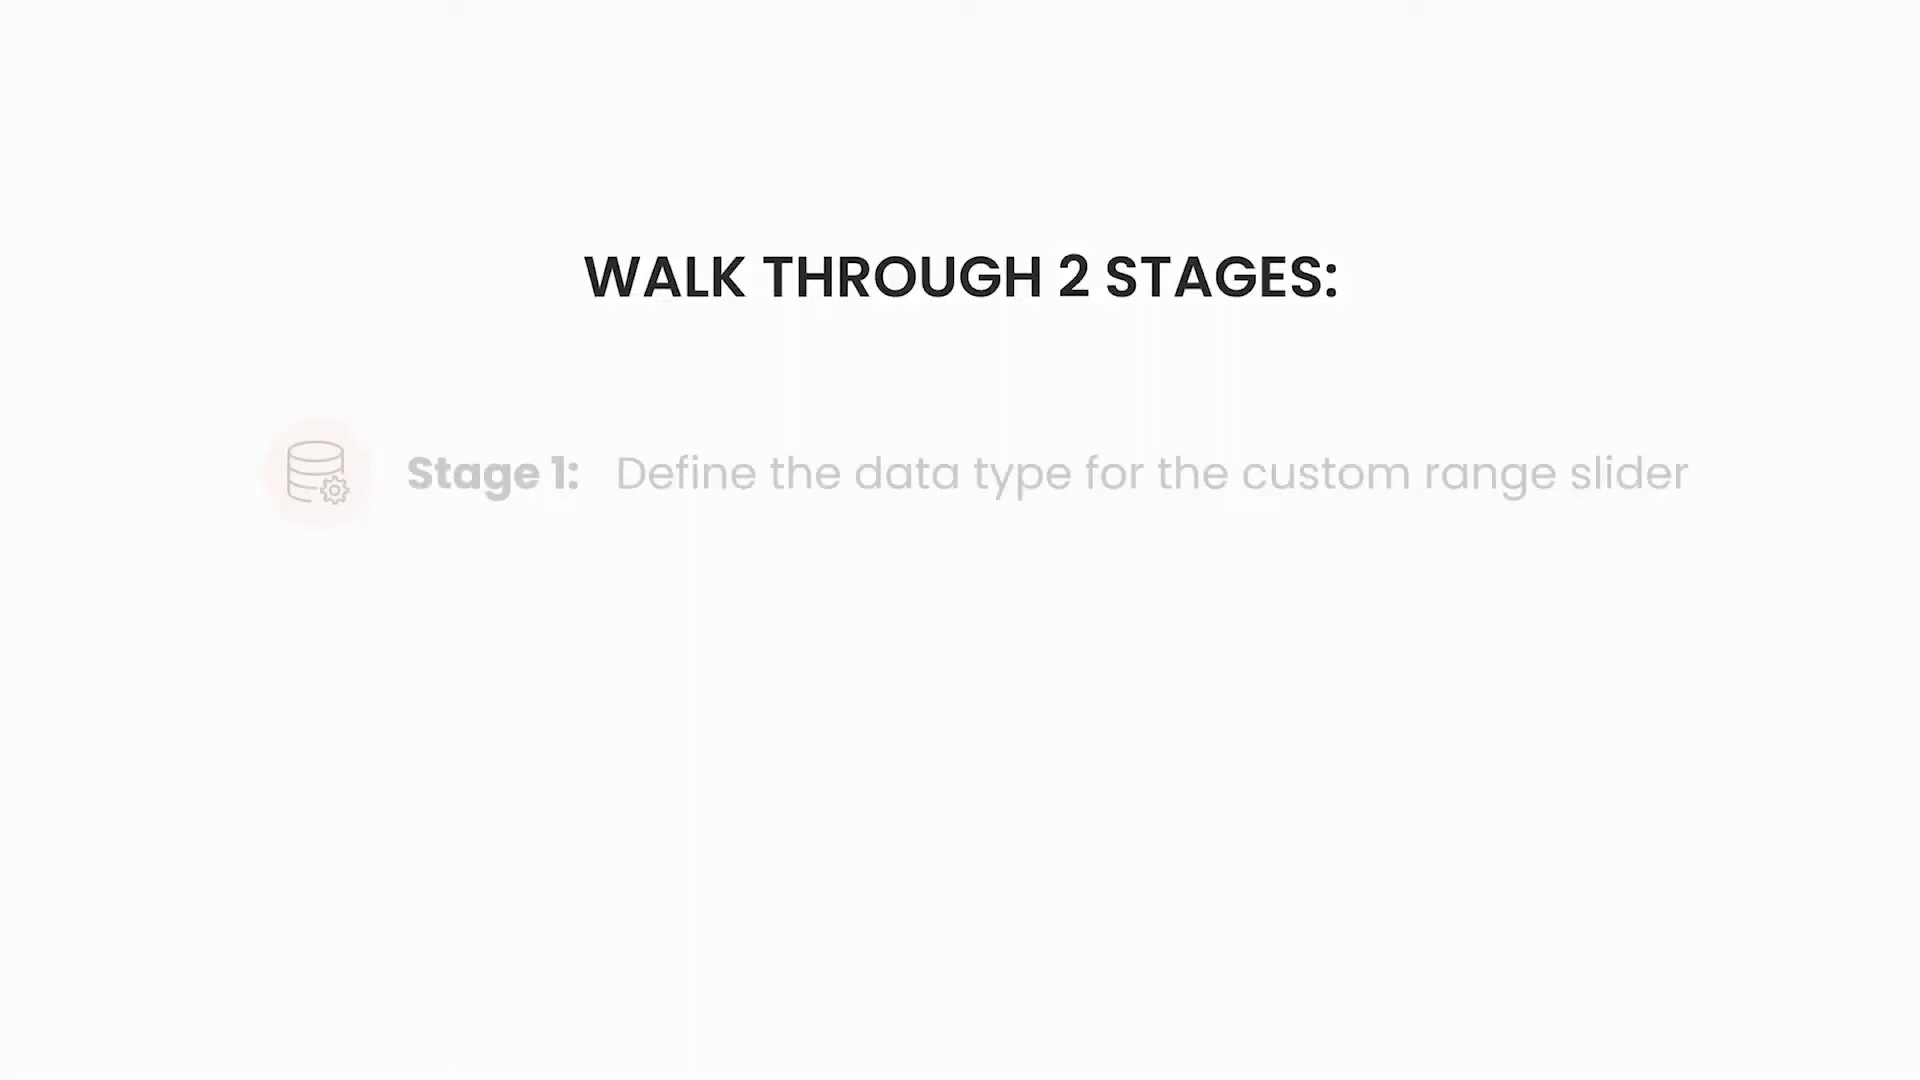 WALK THROUGH 2 STAGES:
Stage 1: Define the data type for the custom range slider